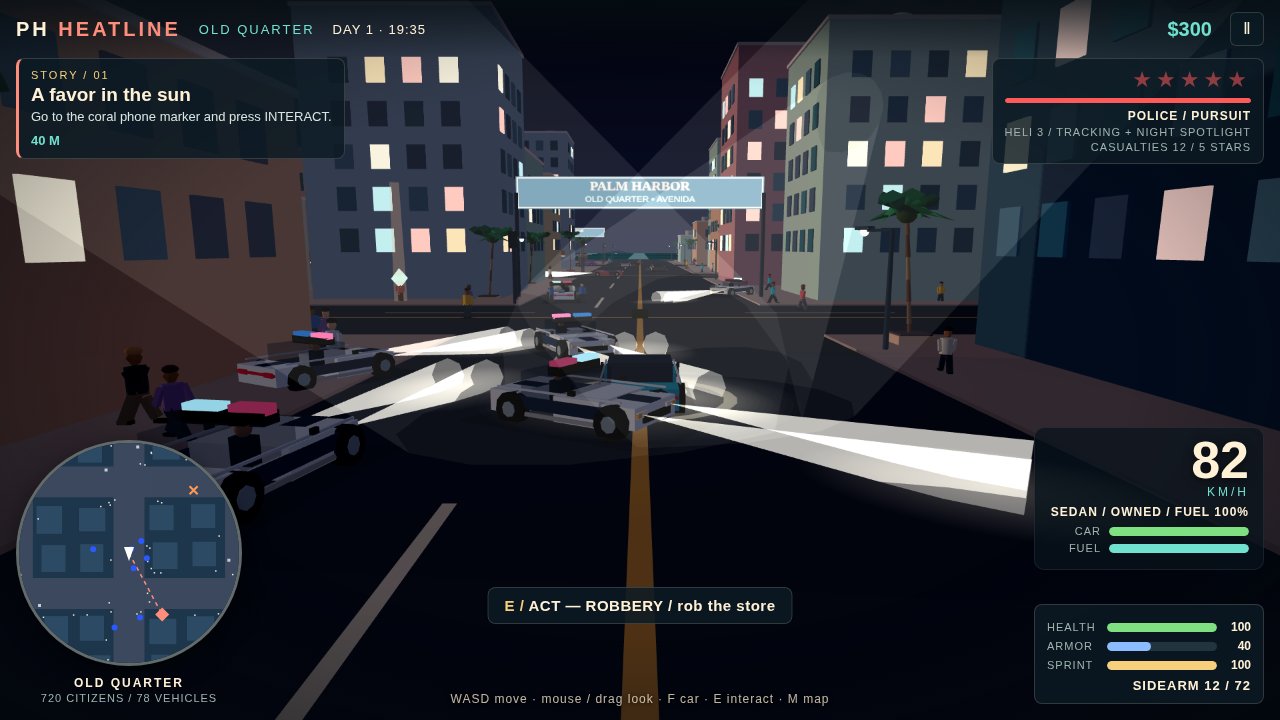 PH HEATLINE OLD QUARTER DAY 1 · 19:35
$300 II
STORY / 01
A favor in the sun
Go to the coral phone marker and press INTERACT.
40 M
★★★★★
POLICE / PURSUIT
HELI 3 / TRACKING + NIGHT SPOTLIGHT
CASUALTIES 12 / 5 STARS
PALM HARBOR
OLD QUARTER • AVENIDA
82
KM/H
SEDAN / OWNED / FUEL 100%
CAR
FUEL
E / ACT — ROBBERY / rob the store
HEALTH 100
ARMOR 40
SPRINT 100
SIDEARM 12 / 72
OLD QUARTER
720 CITIZENS / 78 VEHICLES
WASD move · mouse / drag look · F car · E interact · M map